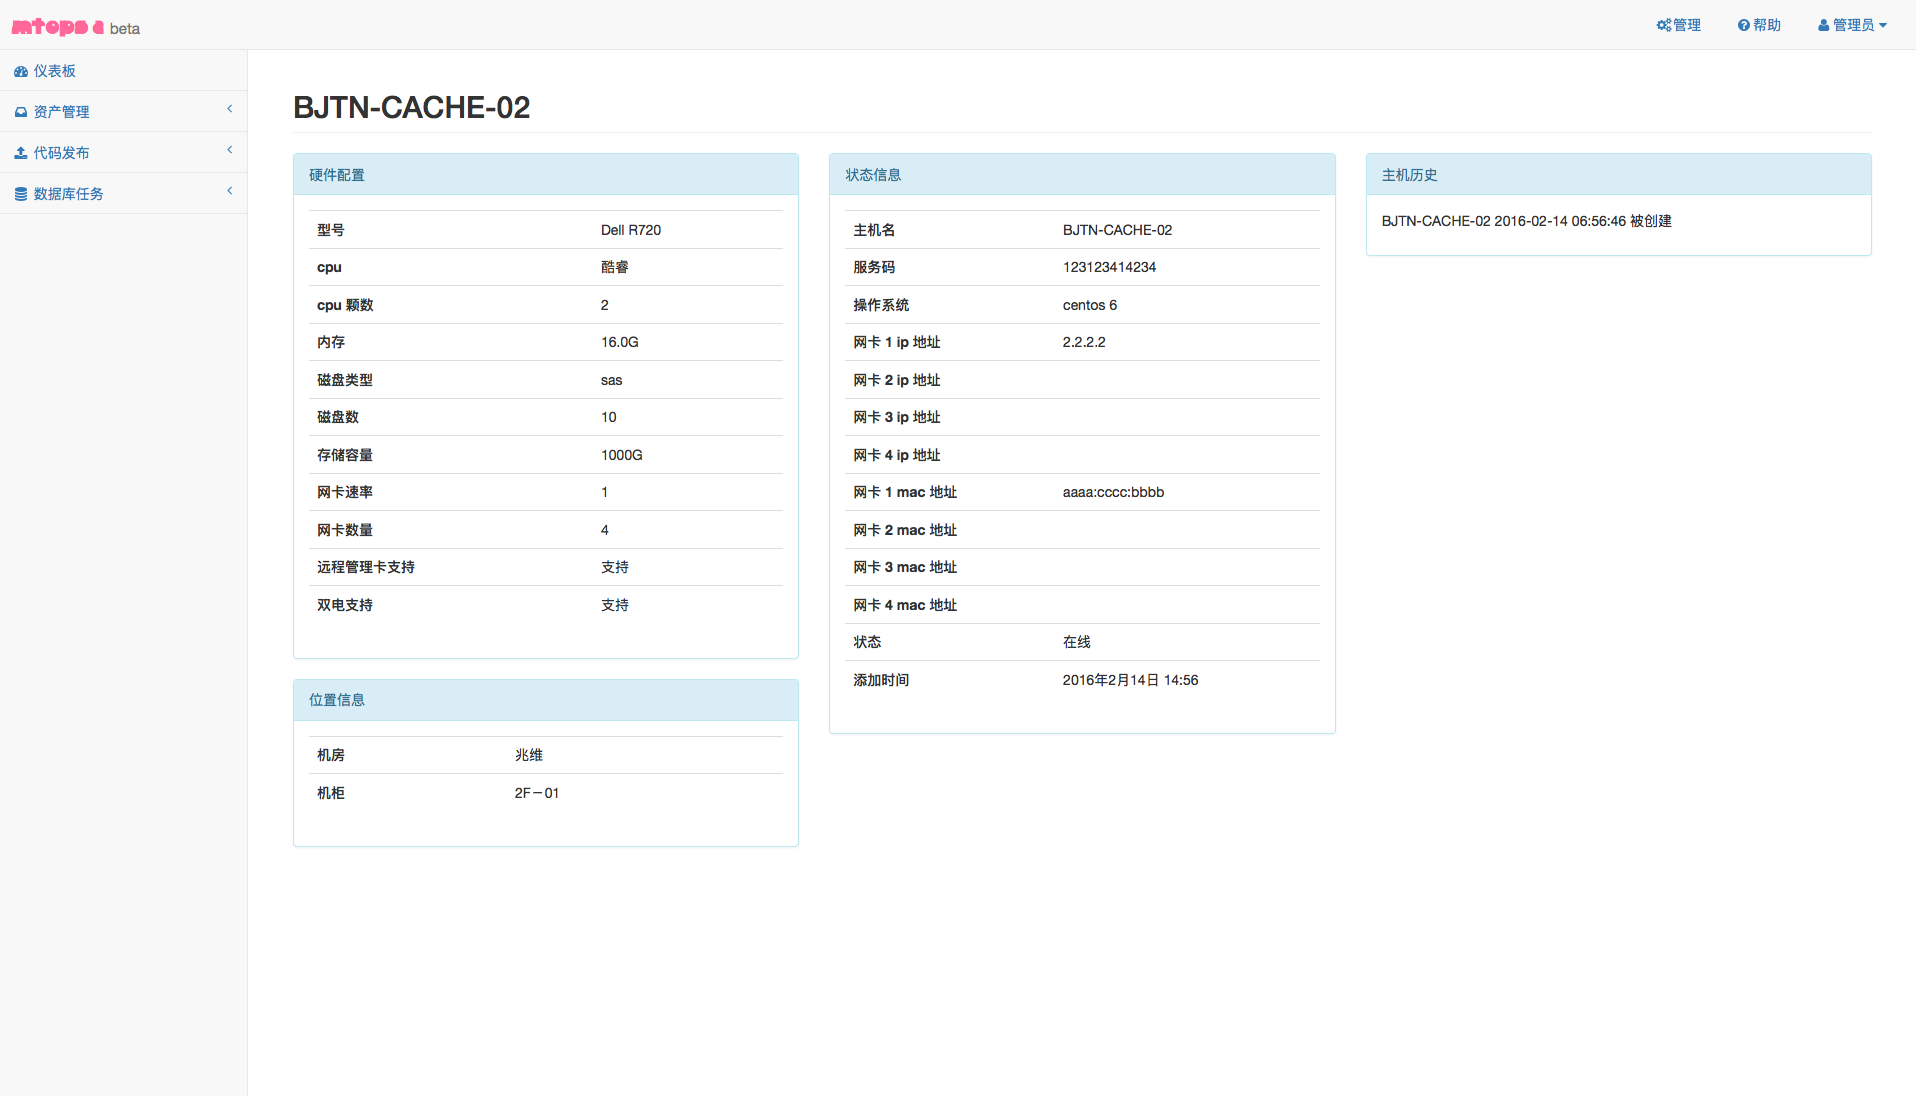 mtops a beta
管理
帮助
管理员
仪表板
资产管理
代码发布
数据库任务
BJTN-CACHE-02
硬件配置
型号 Dell R720
cpu 酷睿
cpu 颗数 2
内存 16.0G
磁盘类型 sas
磁盘数 10
存储容量 1000G
网卡速率 1
网卡数量 4
远程管理卡支持 支持
双电支持 支持
位置信息
机房 兆维
机柜 2F－01
状态信息
主机名 BJTN-CACHE-02
服务码 123123414234
操作系统 centos 6
网卡 1 ip 地址 2.2.2.2
网卡 2 ip 地址
网卡 3 ip 地址
网卡 4 ip 地址
网卡 1 mac 地址 aaaa:cccc:bbbb
网卡 2 mac 地址
网卡 3 mac 地址
网卡 4 mac 地址
状态 在线
添加时间 2016年2月14日 14:56
主机历史
BJTN-CACHE-02 2016-02-14 06:56:46 被创建